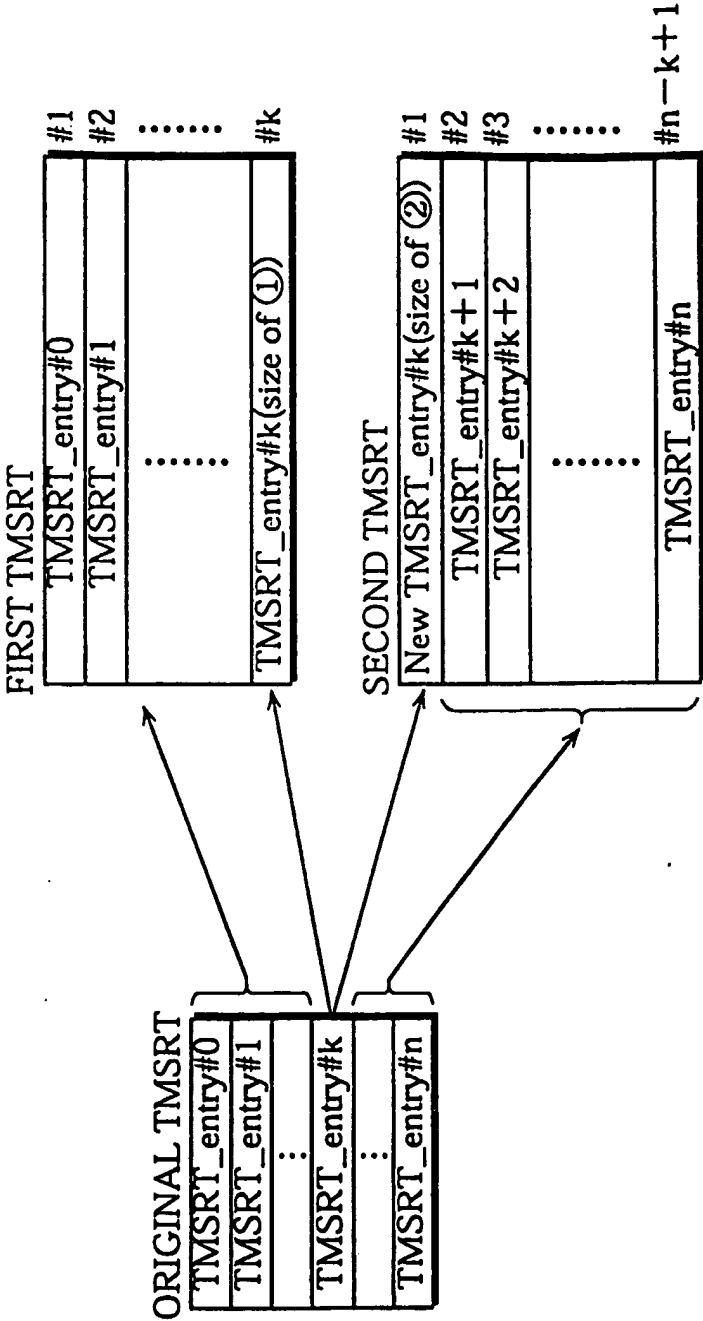 ORIGINAL TMSRT
TMSRT_entry#0
TMSRT_entry#1
⋯
TMSRT_entry#k
⋯
TMSRT_entry#n
FIRST TMSRT
TMSRT_entry#0 #1
TMSRT_entry#1 #2
……. …….
TMSRT_entry#k(size of ①) #k
SECOND TMSRT
New TMSRT_entry#k(size of ②) #1
TMSRT_entry#k+1 #2
TMSRT_entry#k+2 #3
……. …….
TMSRT_entry#n #n−k+1